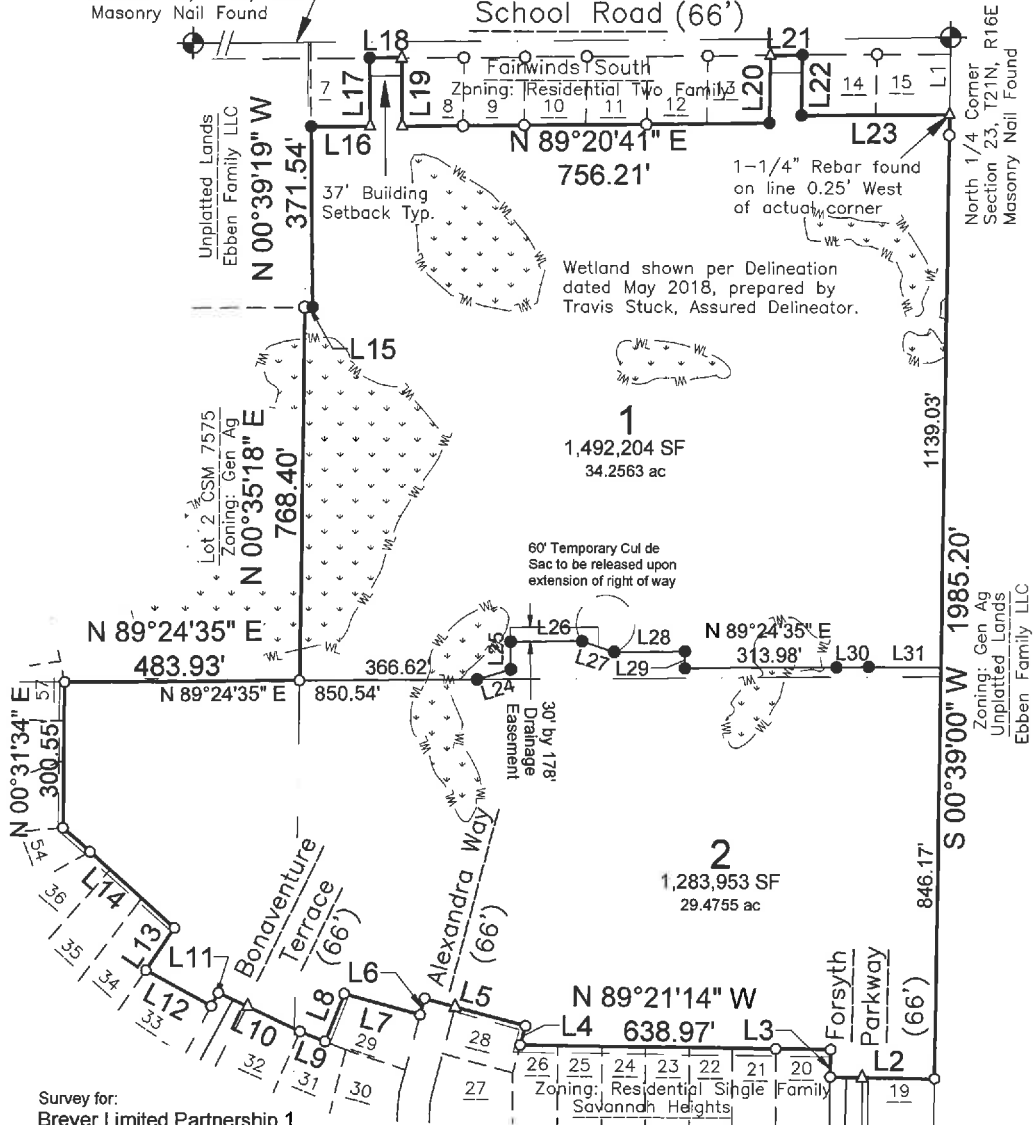 Masonry Nail Found
School Road (66')
L18
L21
Fairwinds South
Zoning: Residential Two Family
7
L17
L19
8
9
10
11
12
L20
L22
14
15
L1
L16
N 89°20'41" E
756.21'
L23
North 1/4 Corner
Section 23, T21N, R16E
Masonry Nail Found
Unplatted Lands
Ebben Family LLC
N 00°39'19" W
371.54'
37' Building
Setback Typ.
1-1/4" Rebar found
on line 0.25' West
of actual corner
Wetland shown per Delineation
dated May 2018, prepared by
Travis Stuck, Assured Delineator.
L15
Lot 2 CSM 7575
Zoning: Gen Ag
N 00°35'18" E
768.40'
1
1,492,204 SF
34.2563 ac
1139.03'
60' Temporary Cul de
Sac to be released upon
extension of right of way
N 89°24'35" E
483.93'
N 89°24'35" E
850.54'
366.62'
L24
L25
L26
L27
L28
L29
N 89°24'35" E
313.98'
L30
L31
30' by 178'
Drainage
Easement
S 00°39'00" W
1985.20'
Zoning: Gen Ag
Unplatted Lands
Ebben Family LLC
57
N 00°31'34" E
300.55'
54
36
35
34
33
L14
L13
L12
L11
Bonaventure
Terrace
(66')
Alexandra Way
(66')
2
1,283,953 SF
29.4755 ac
846.17'
L10
32
L9
31
L8
L7
29
30
L6
L5
28
27
L4
N 89°21'14" W
638.97'
L3
Forsyth
Parkway
(66')
L2
26
25
24
23
22
21
20
19
Zoning: Residential Single Family
Savannah Heights
WL
Survey for:
Brever Limited Partnership 1